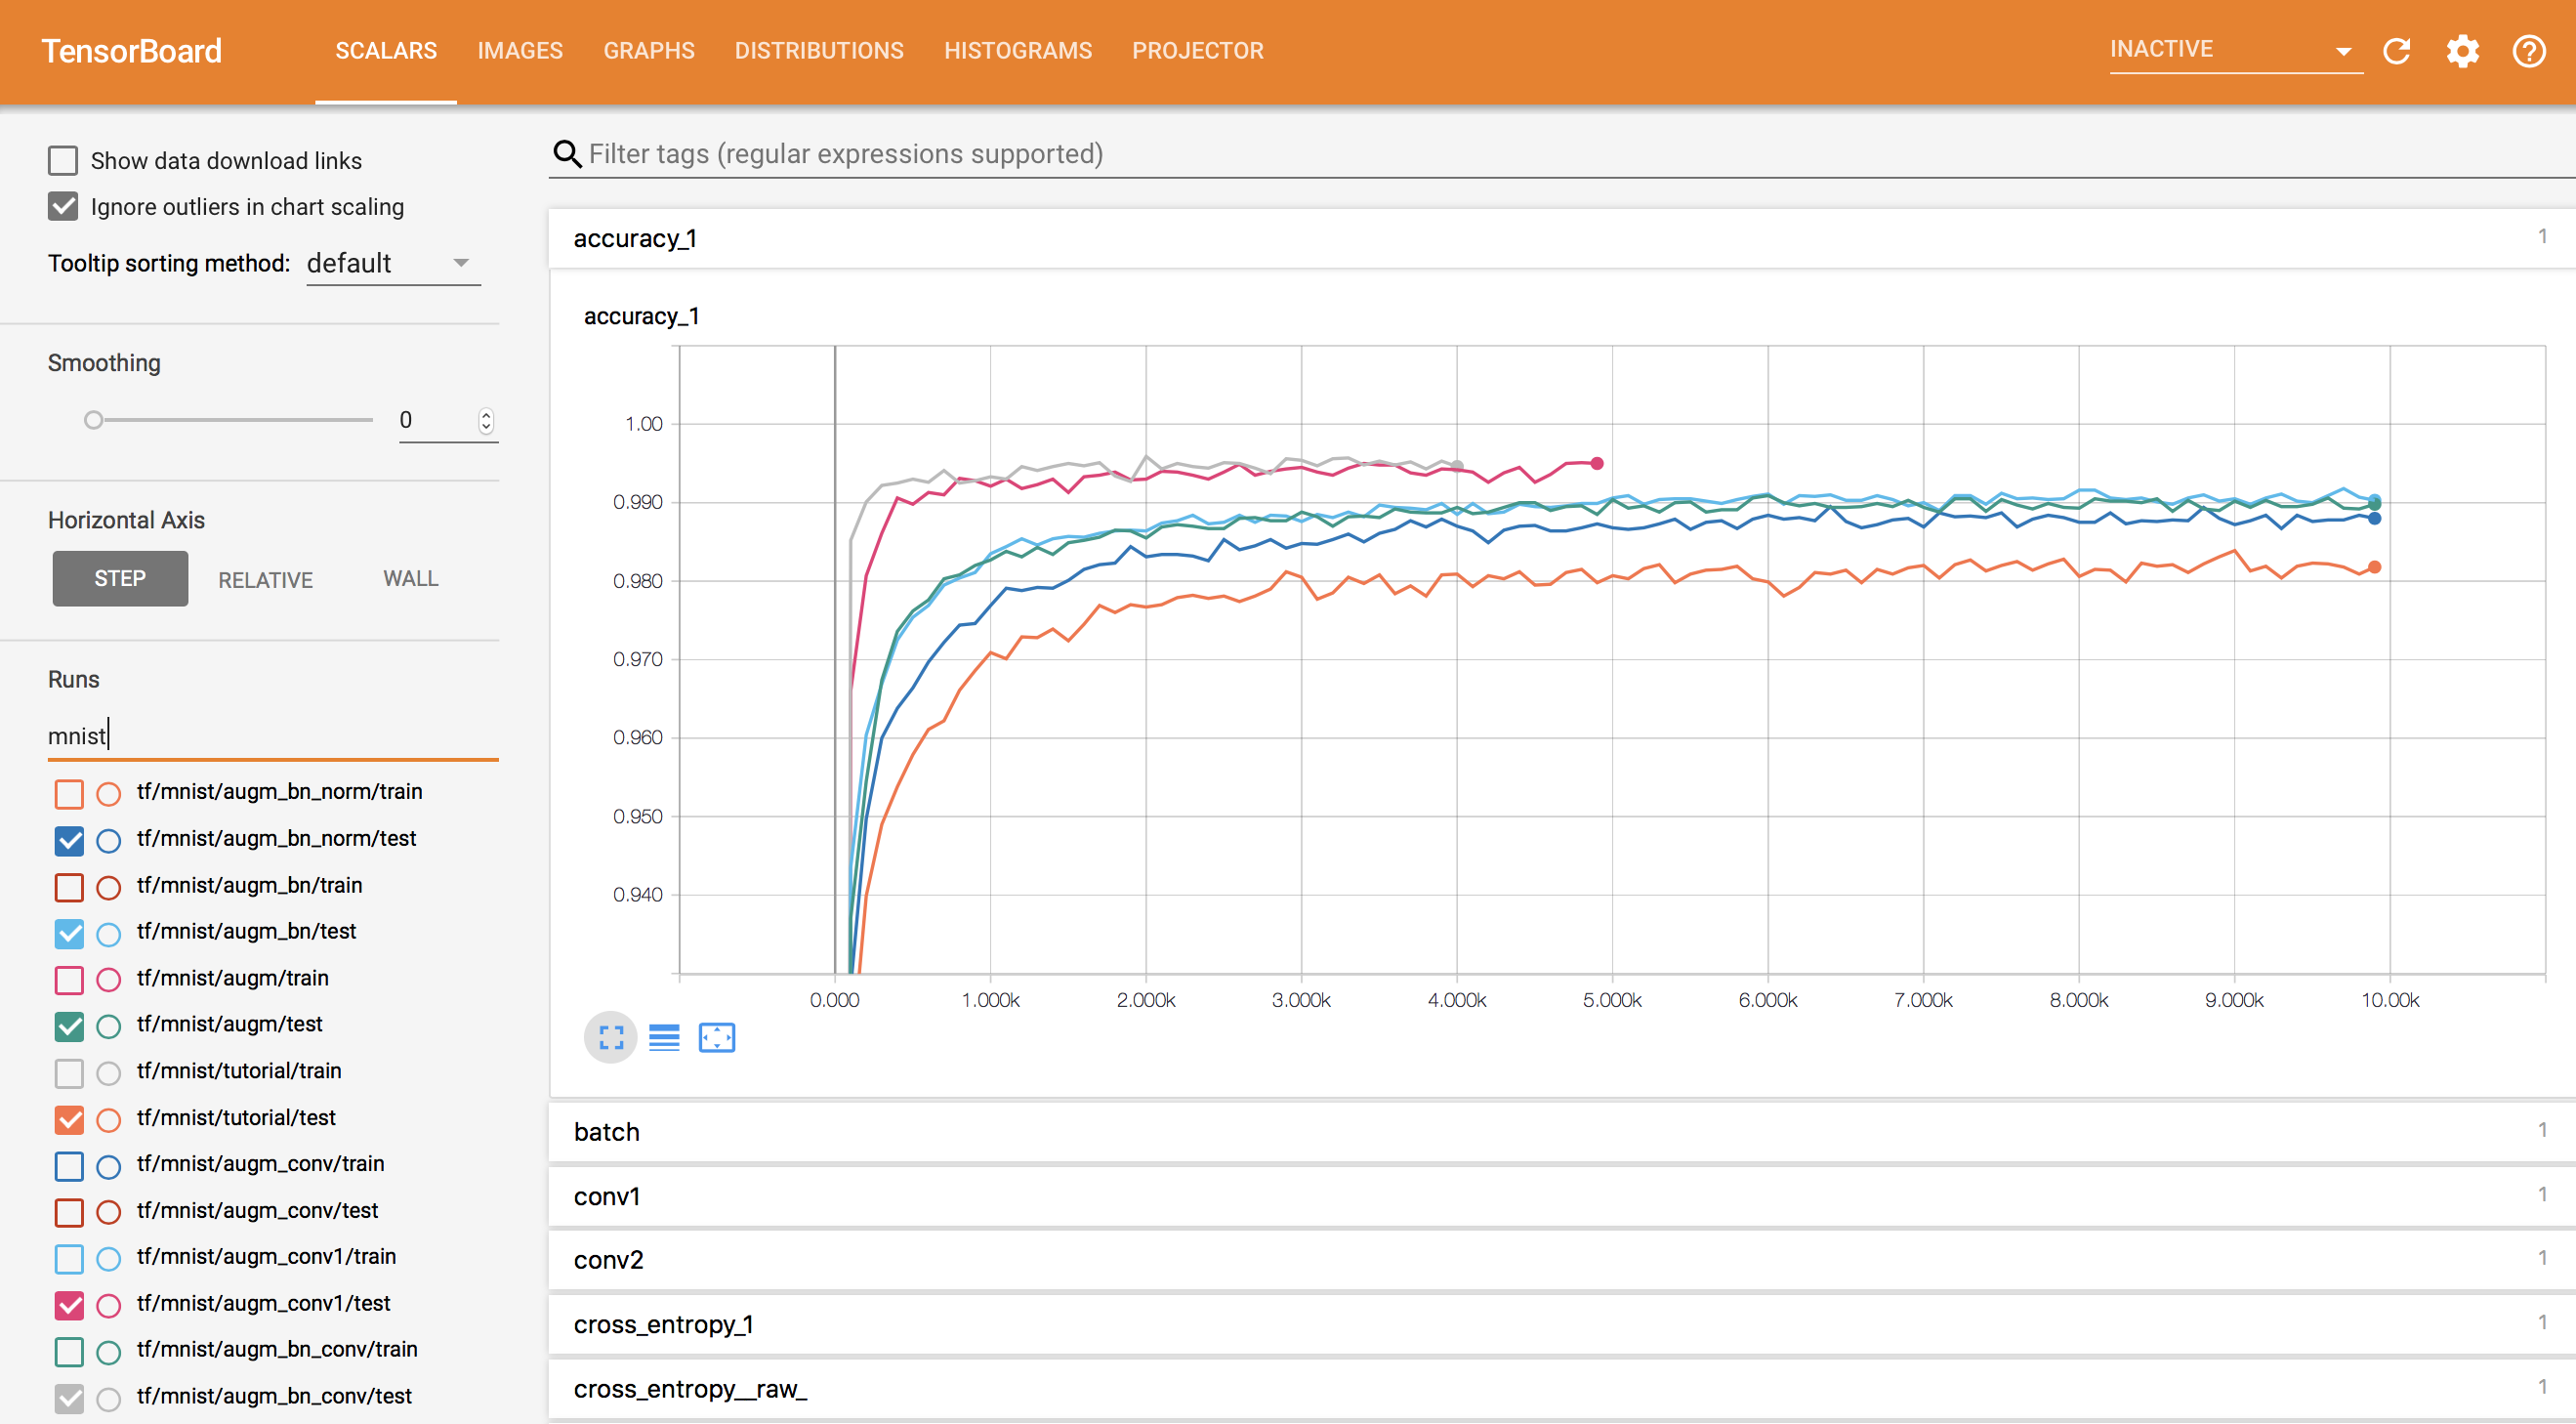 TensorBoard SCALARS IMAGES GRAPHS DISTRIBUTIONS HISTOGRAMS PROJECTOR INACTIVE
Show data download links
Ignore outliers in chart scaling
Tooltip sorting method: default
Smoothing
0
Horizontal Axis
STEP RELATIVE WALL
Runs
mnist
tf/mnist/augm_bn_norm/train
tf/mnist/augm_bn_norm/test
tf/mnist/augm_bn/train
tf/mnist/augm_bn/test
tf/mnist/augm/train
tf/mnist/augm/test
tf/mnist/tutorial/train
tf/mnist/tutorial/test
tf/mnist/augm_conv/train
tf/mnist/augm_conv/test
tf/mnist/augm_conv1/train
tf/mnist/augm_conv1/test
tf/mnist/augm_bn_conv/train
tf/mnist/augm_bn_conv/test
Filter tags (regular expressions supported)
accuracy_1 1
accuracy_1
1.00
0.990
0.980
0.970
0.960
0.950
0.940
0.000 1.000k 2.000k 3.000k 4.000k 5.000k 6.000k 7.000k 8.000k 9.000k 10.00k
batch 1
conv1 1
conv2 1
cross_entropy_1 1
cross_entropy__raw_ 1